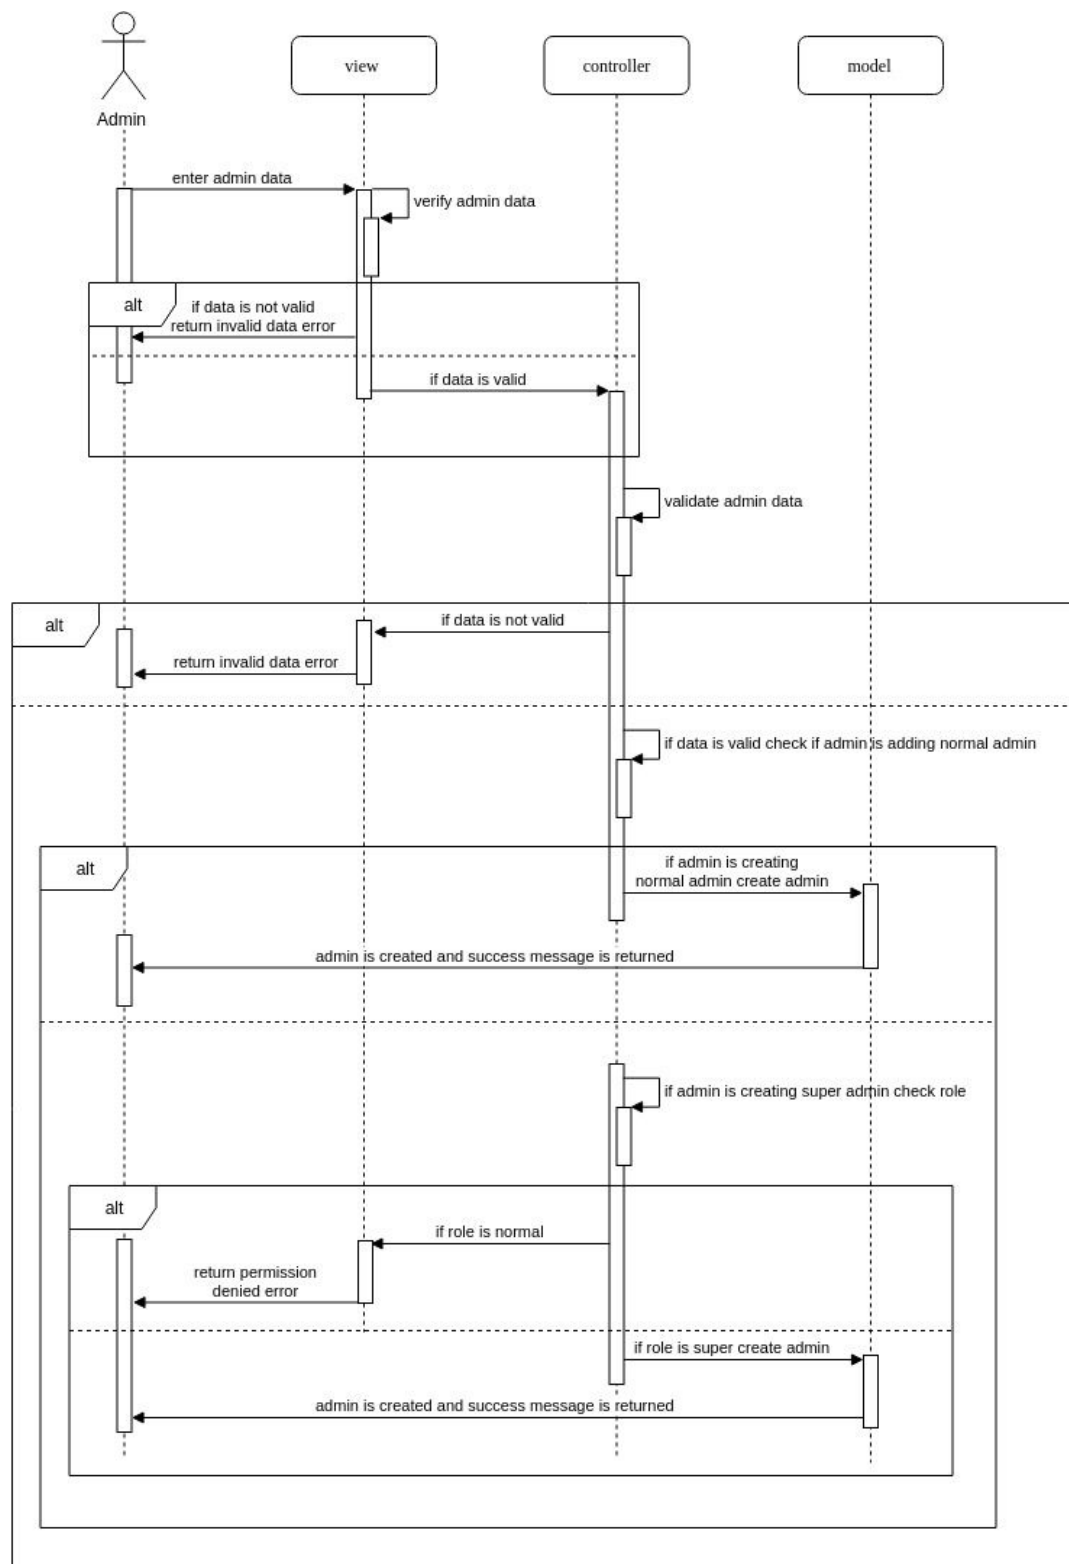 view
controller
model
Admin
enter admin data
verify admin data
alt
if data is not valid
return invalid data error
if data is valid
validate admin data
alt
if data is not valid
return invalid data error
if data is valid check if admin is adding normal admin
alt
if admin is creating
normal admin create admin
admin is created and success message is returned
if admin is creating super admin check role
alt
if role is normal
return permission
denied error
if role is super create admin
admin is created and success message is returned